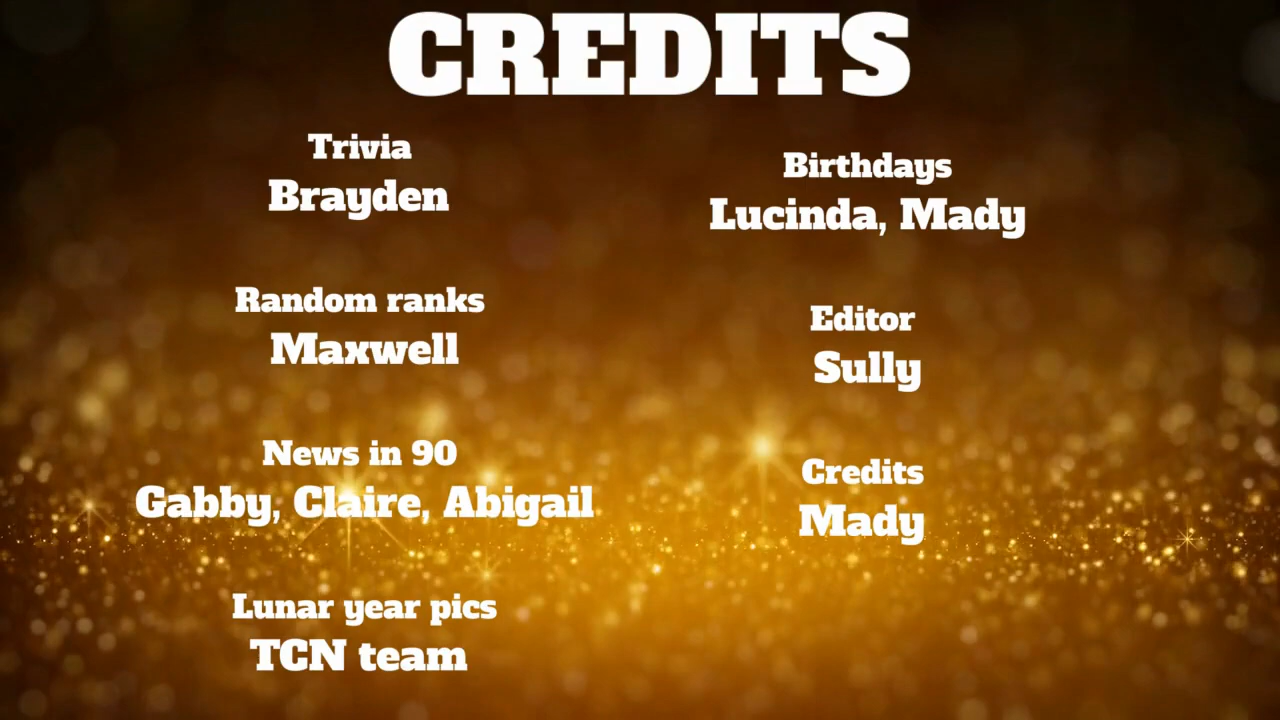 CREDITS
Trivia
Brayden
Random ranks
Maxwell
News in 90
Gabby, Claire, Abigail
Lunar year pics
TCN team
Birthdays
Lucinda, Mady
Editor
Sully
Credits
Mady